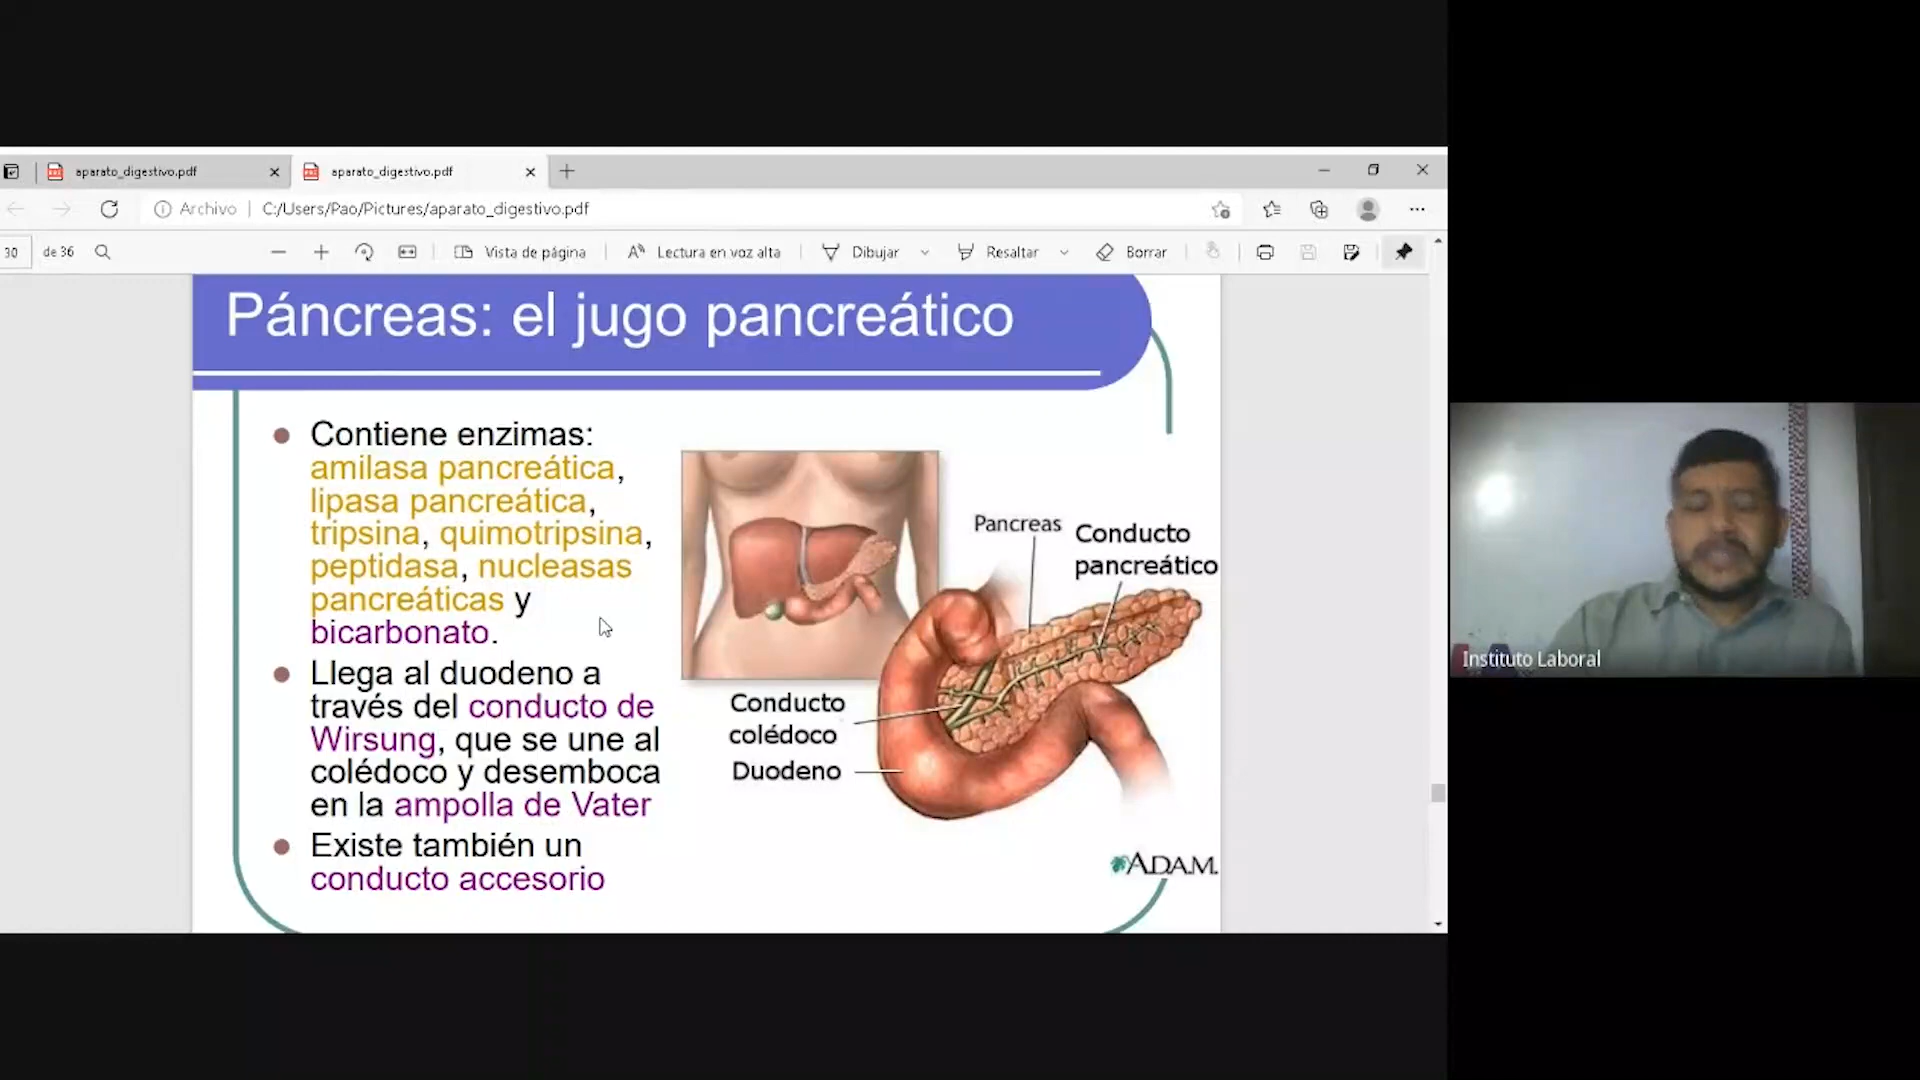 aparato_digestivo.pdf
aparato_digestivo.pdf
Archivo
C:/Users/Pao/Pictures/aparato_digestivo.pdf
30 de 36
Vista de página
Lectura en voz alta
Dibujar
Resaltar
Borrar
Páncreas: el jugo pancreático
Contiene enzimas:
amilasa pancreática,
lipasa pancreática,
tripsina, quimotripsina,
peptidasa, nucleasas
pancreáticas y
bicarbonato.
Llega al duodeno a
través del conducto de
Wirsung, que se une al
colédoco y desemboca
en la ampolla de Vater
Existe también un
conducto accesorio
Pancreas
Conducto
pancreático
Conducto
colédoco
Duodeno
ADAM.
Instituto Laboral